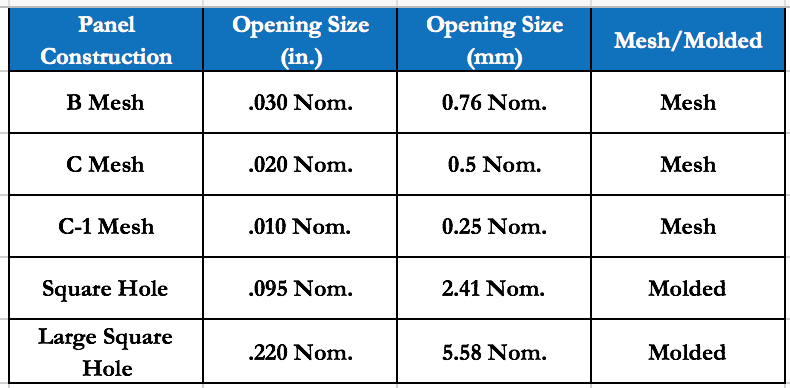 Panel Construction | Opening Size (in.) | Opening Size (mm) | Mesh/Molded
B Mesh | .030 Nom. | 0.76 Nom. | Mesh
C Mesh | .020 Nom. | 0.5 Nom. | Mesh
C-1 Mesh | .010 Nom. | 0.25 Nom. | Mesh
Square Hole | .095 Nom. | 2.41 Nom. | Molded
Large Square Hole | .220 Nom. | 5.58 Nom. | Molded